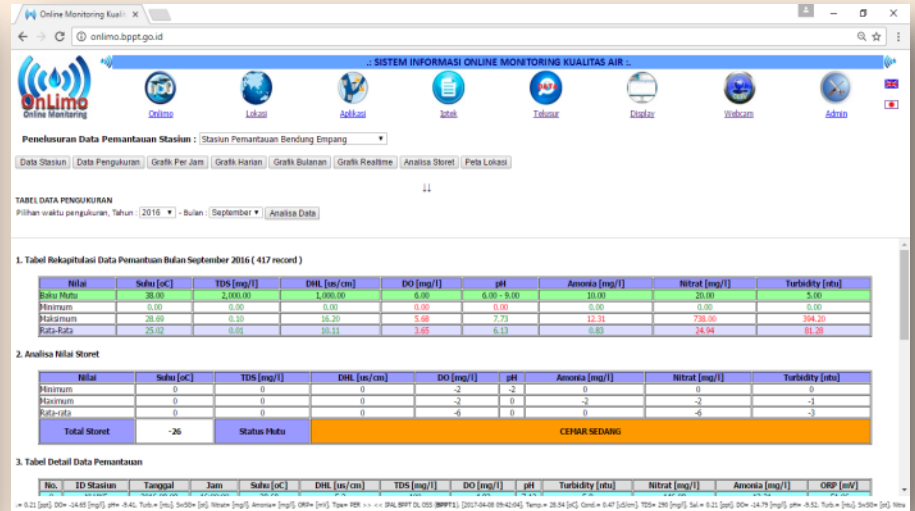 Online Monitoring Kuali
onlimo.bppt.go.id
.: SISTEM INFORMASI ONLINE MONITORING KUALITAS AIR :.
OnLimo
Online Monitoring
Onlimo Lokasi Aplikasi Iptek Telusur Display Webcam Admin
Penelusuran Data Pemantauan Stasiun : Stasiun Pemantauan Bendung Empang
Data Stasiun Data Pengukuran Grafik Per Jam Grafik Harian Grafik Bulanan Grafik Realtime Analisa Storet Peta Lokasi
TABEL DATA PENGUKURAN
Pilihan waktu pengukuran, Tahun : 2016 - Bulan : September Analisa Data
1. Tabel Rekapitulasi Data Pemantuan Bulan September 2016 ( 417 record )
Nilai Suhu [oC] TDS [mg/l] DHL [us/cm] DO [mg/l] pH Amonia [mg/l] Nitrat [mg/l] Turbidity [ntu]
Baku Mutu 38.00 2,000.00 1,000.00 6.00 6.00 - 9.00 10.00 20.00 5.00
Minimum 0.00 0.00 0.00 0.00 0.00 0.00 0.00 0.00
Maksimum 28.69 0.10 16.20 5.68 7.73 12.31 738.00 394.20
Rata-Rata 25.02 0.01 10.11 3.65 6.13 0.83 24.94 81.28
2. Analisa Nilai Storet
Nilai Suhu [oC] TDS [mg/l] DHL [us/cm] DO [mg/l] pH Amonia [mg/l] Nitrat [mg/l] Turbidity [ntu]
Minimum 0 0 0 -2 -2 0 0 0
Maximum 0 0 0 -2 0 -2 -2 -1
Rata-rata 0 0 0 -6 0 0 -6 -3
Total Storet -26 Status Mutu CEMAR SEDANG
3. Tabel Detail Data Pemantauan
No. ID Stasiun Tanggal Jam Suhu [oC] DHL [us/cm] TDS [mg/l] DO [mg/l] pH Turbidity [ntu] Nitrat [mg/l] Amonia [mg/l] ORP [mV]